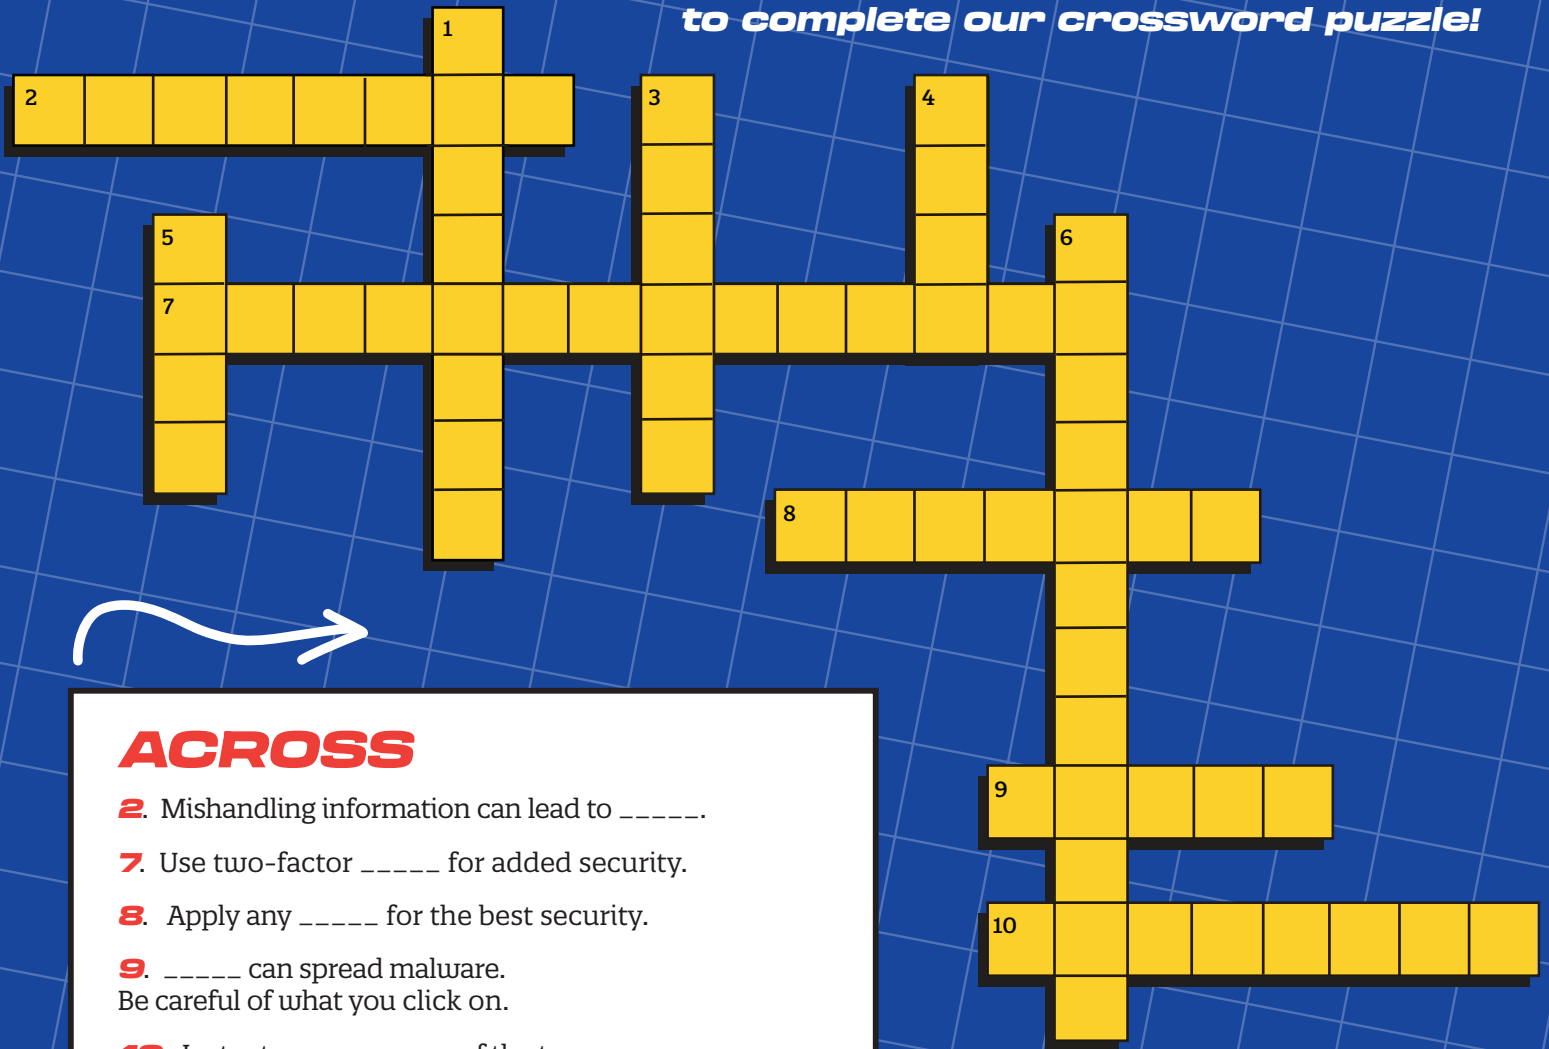 to complete our crossword puzzle!
1
2
3
4
5
6
7
8
9
10
ACROSS
2. Mishandling information can lead to _____.
7. Use two-factor _____ for added security.
8. Apply any _____ for the best security.
9. _____ can spread malware.
Be careful of what you click on.